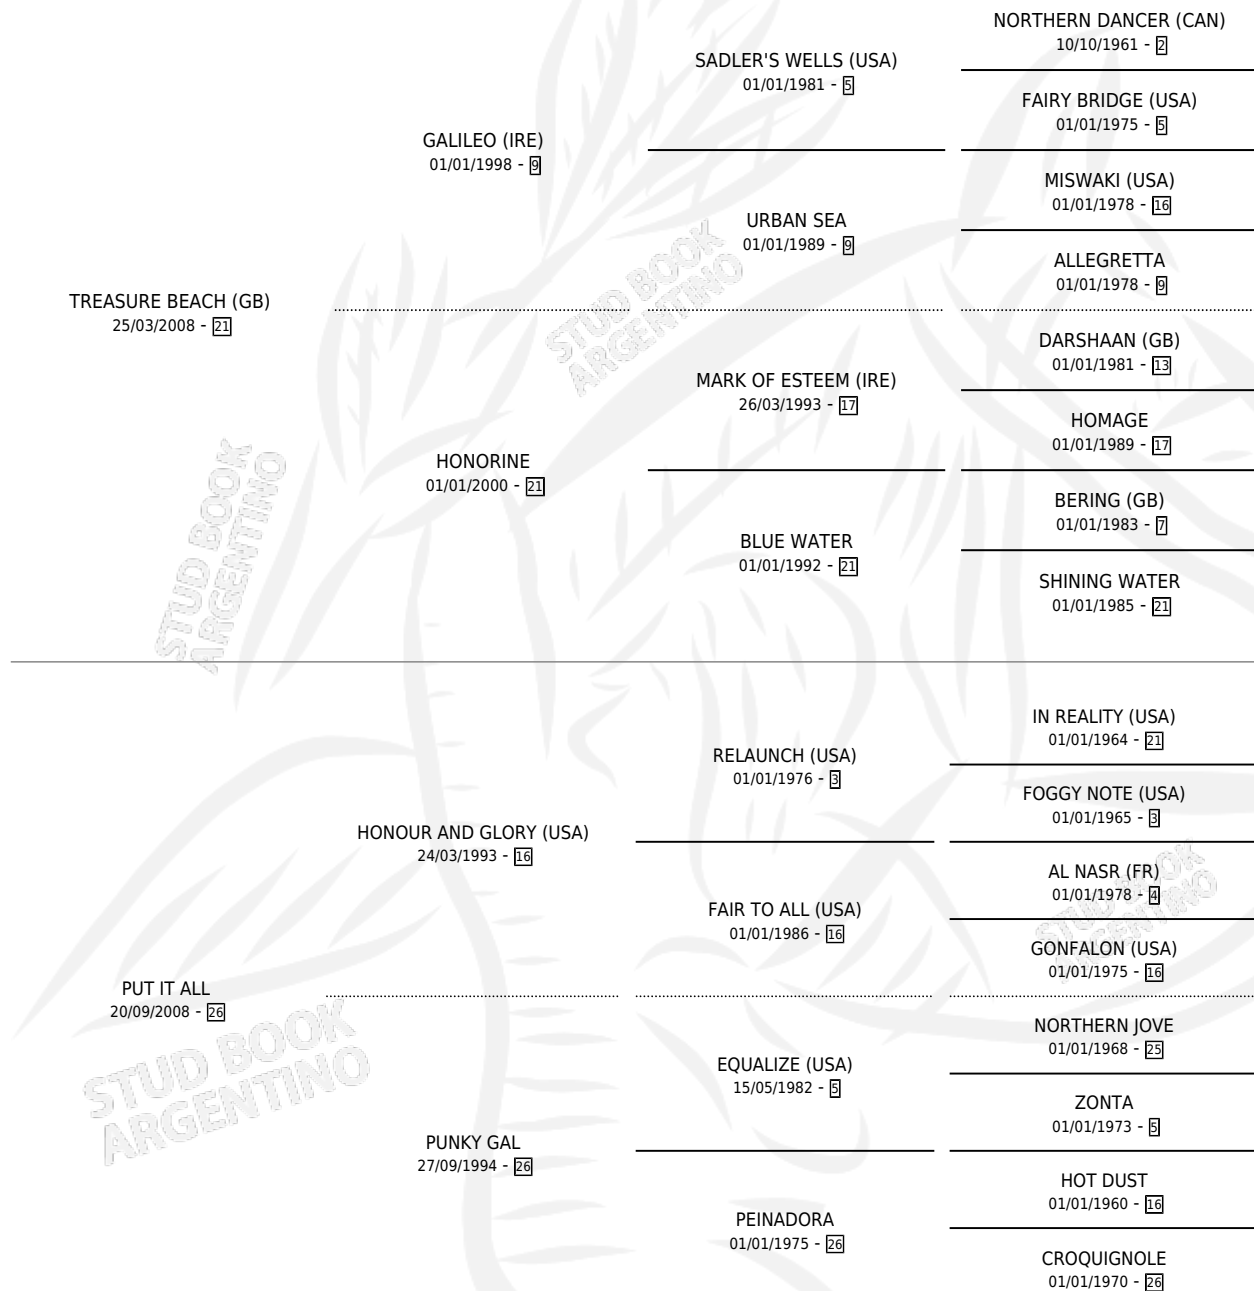 NORTHERN DANCER (CAN)
10/10/1961 - 2
SADLER'S WELLS (USA)
01/01/1981 - 5
FAIRY BRIDGE (USA)
01/01/1975 - 5
GALILEO (IRE)
01/01/1998 - 9
MISWAKI (USA)
01/01/1978 - 16
URBAN SEA
01/01/1989 - 9
ALLEGRETTA
01/01/1978 - 9
TREASURE BEACH (GB)
25/03/2008 - 21
DARSHAAN (GB)
01/01/1981 - 13
MARK OF ESTEEM (IRE)
26/03/1993 - 17
HOMAGE
01/01/1989 - 17
HONORINE
01/01/2000 - 21
BERING (GB)
01/01/1983 - 7
BLUE WATER
01/01/1992 - 21
SHINING WATER
01/01/1985 - 21
STUD BOOK
ARGENTINO
STUD BOOK
ARGENTINO
IN REALITY (USA)
01/01/1964 - 21
RELAUNCH (USA)
01/01/1976 - 3
FOGGY NOTE (USA)
01/01/1965 - 3
HONOUR AND GLORY (USA)
24/03/1993 - 16
AL NASR (FR)
01/01/1978 - 4
FAIR TO ALL (USA)
01/01/1986 - 16
GONFALON (USA)
01/01/1975 - 16
PUT IT ALL
20/09/2008 - 26
NORTHERN JOVE
01/01/1968 - 25
EQUALIZE (USA)
15/05/1982 - 5
ZONTA
01/01/1973 - 5
PUNKY GAL
27/09/1994 - 26
HOT DUST
01/01/1960 - 16
PEINADORA
01/01/1975 - 26
CROQUIGNOLE
01/01/1970 - 26
STUD BOOK
ARGENTINO
STUD BOOK
ARGENTINO